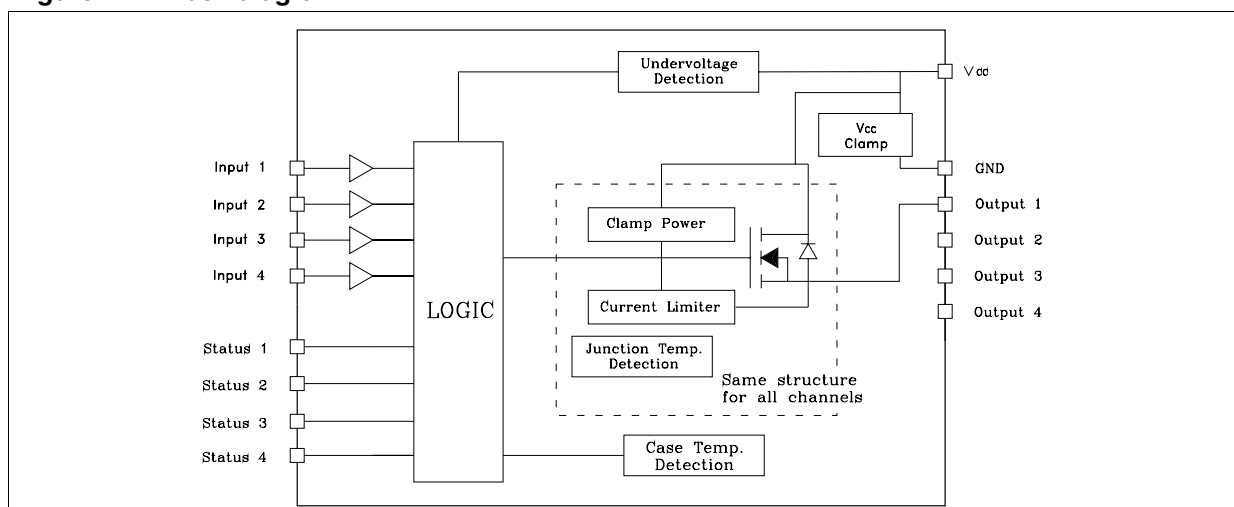 Undervoltage
Detection
Vdd
Vcc
Clamp
Input 1
GND
Input 2
Clamp Power
Output 1
Input 3
Output 2
Input 4
Output 3
LOGIC
Current Limiter
Output 4
Status 1
Junction Temp.
Detection
Status 2
Same structure
for all channels
Status 3
Status 4
Case Temp.
Detection